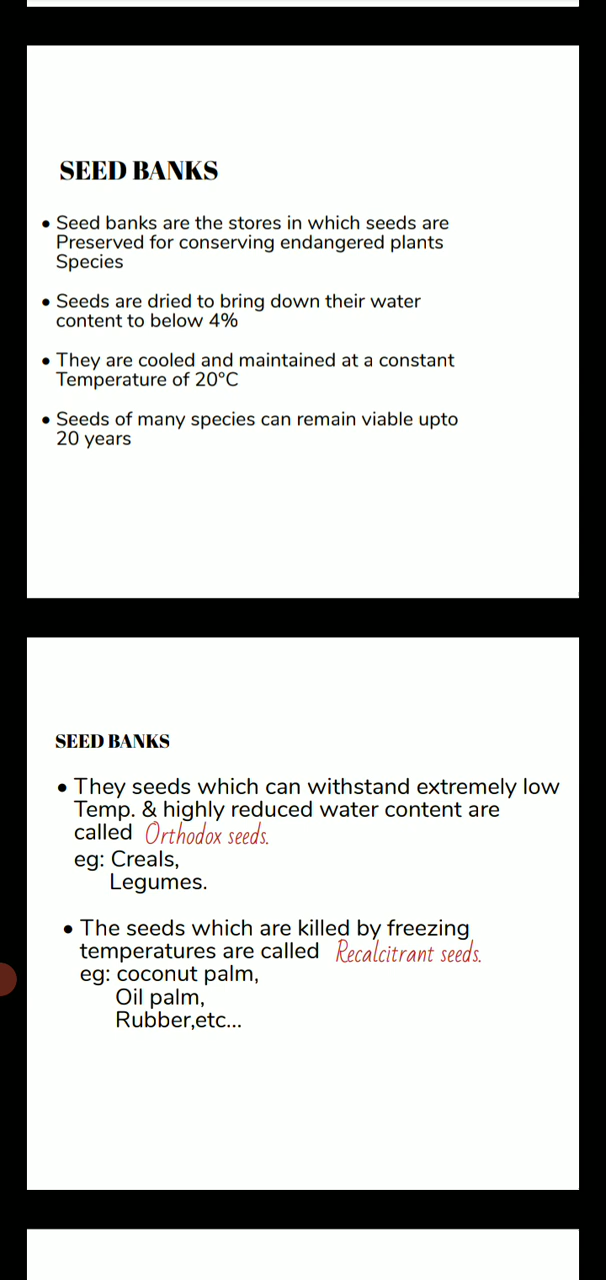 SEED BANKS
• Seed banks are the stores in which seeds are
Preserved for conserving endangered plants
Species
• Seeds are dried to bring down their water
content to below 4%
• They are cooled and maintained at a constant
Temperature of 20°C
• Seeds of many species can remain viable upto
20 years
SEED BANKS
• They seeds which can withstand extremely low
Temp. & highly reduced water content are
called Orthodox seeds.
eg: Creals,
Legumes.
• The seeds which are killed by freezing
temperatures are called Recalcitrant seeds.
eg: coconut palm,
Oil palm,
Rubber,etc...